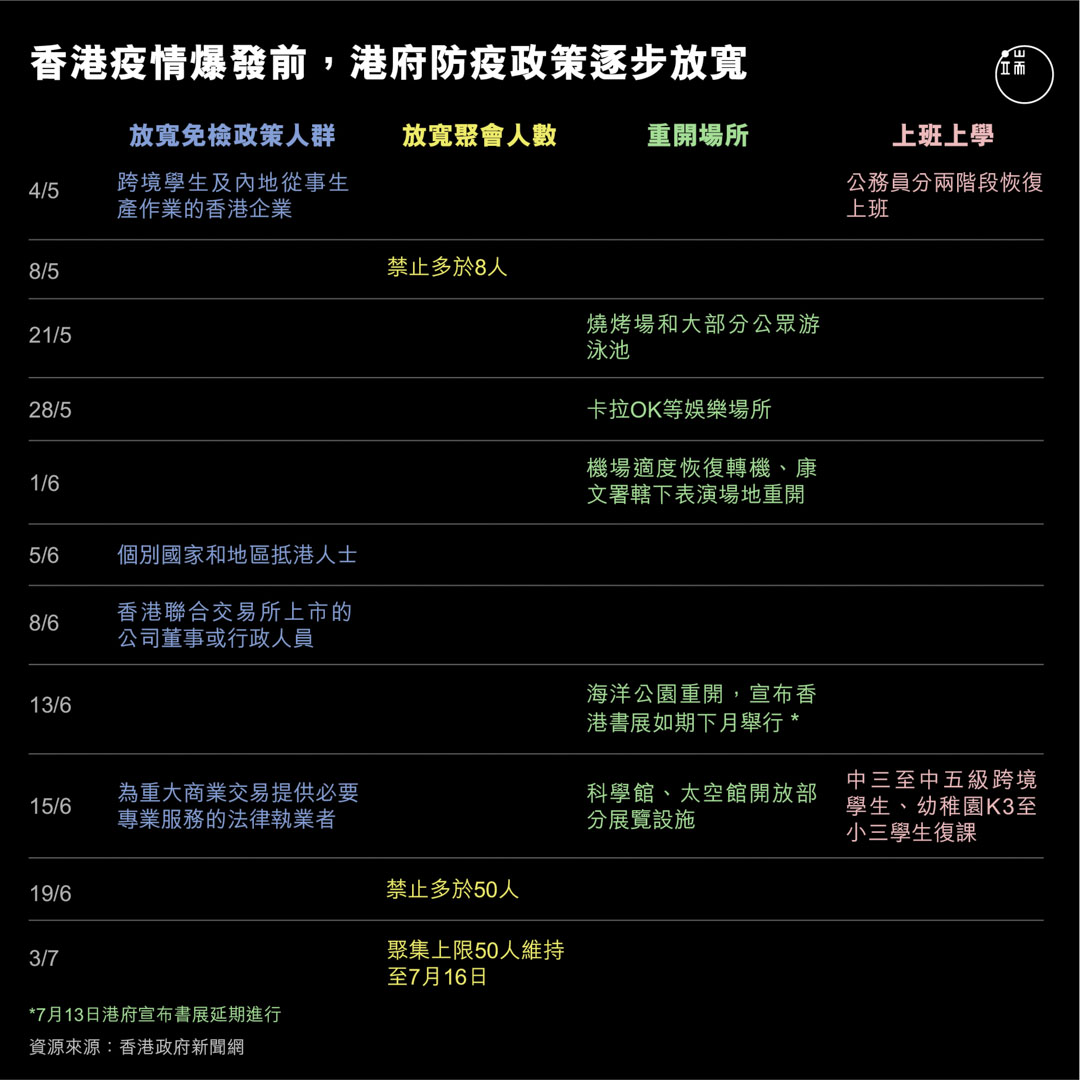 香港疫情爆發前，港府防疫政策逐步放寬
端
放寬免檢政策人群
放寬聚會人數
重開場所
上班上學
4/5
跨境學生及內地從事生
產作業的香港企業
公務員分兩階段恢復
上班
8/5
禁止多於8人
21/5
燒烤場和大部分公眾游
泳池
28/5
卡拉OK等娛樂場所
1/6
機場適度恢復轉機、康
文署轄下表演場地重開
5/6
個別國家和地區抵港人士
8/6
香港聯合交易所上市的
公司董事或行政人員
13/6
海洋公園重開，宣布香
港書展如期下月舉行*
15/6
為重大商業交易提供必要
專業服務的法律執業者
科學館、太空館開放部
分展覽設施
中三至中五級跨境
學生、幼稚園K3至
小三學生復課
19/6
禁止多於50人
3/7
聚集上限50人維持
至7月16日
*7月13日港府宣布書展延期進行
資源來源：香港政府新聞網